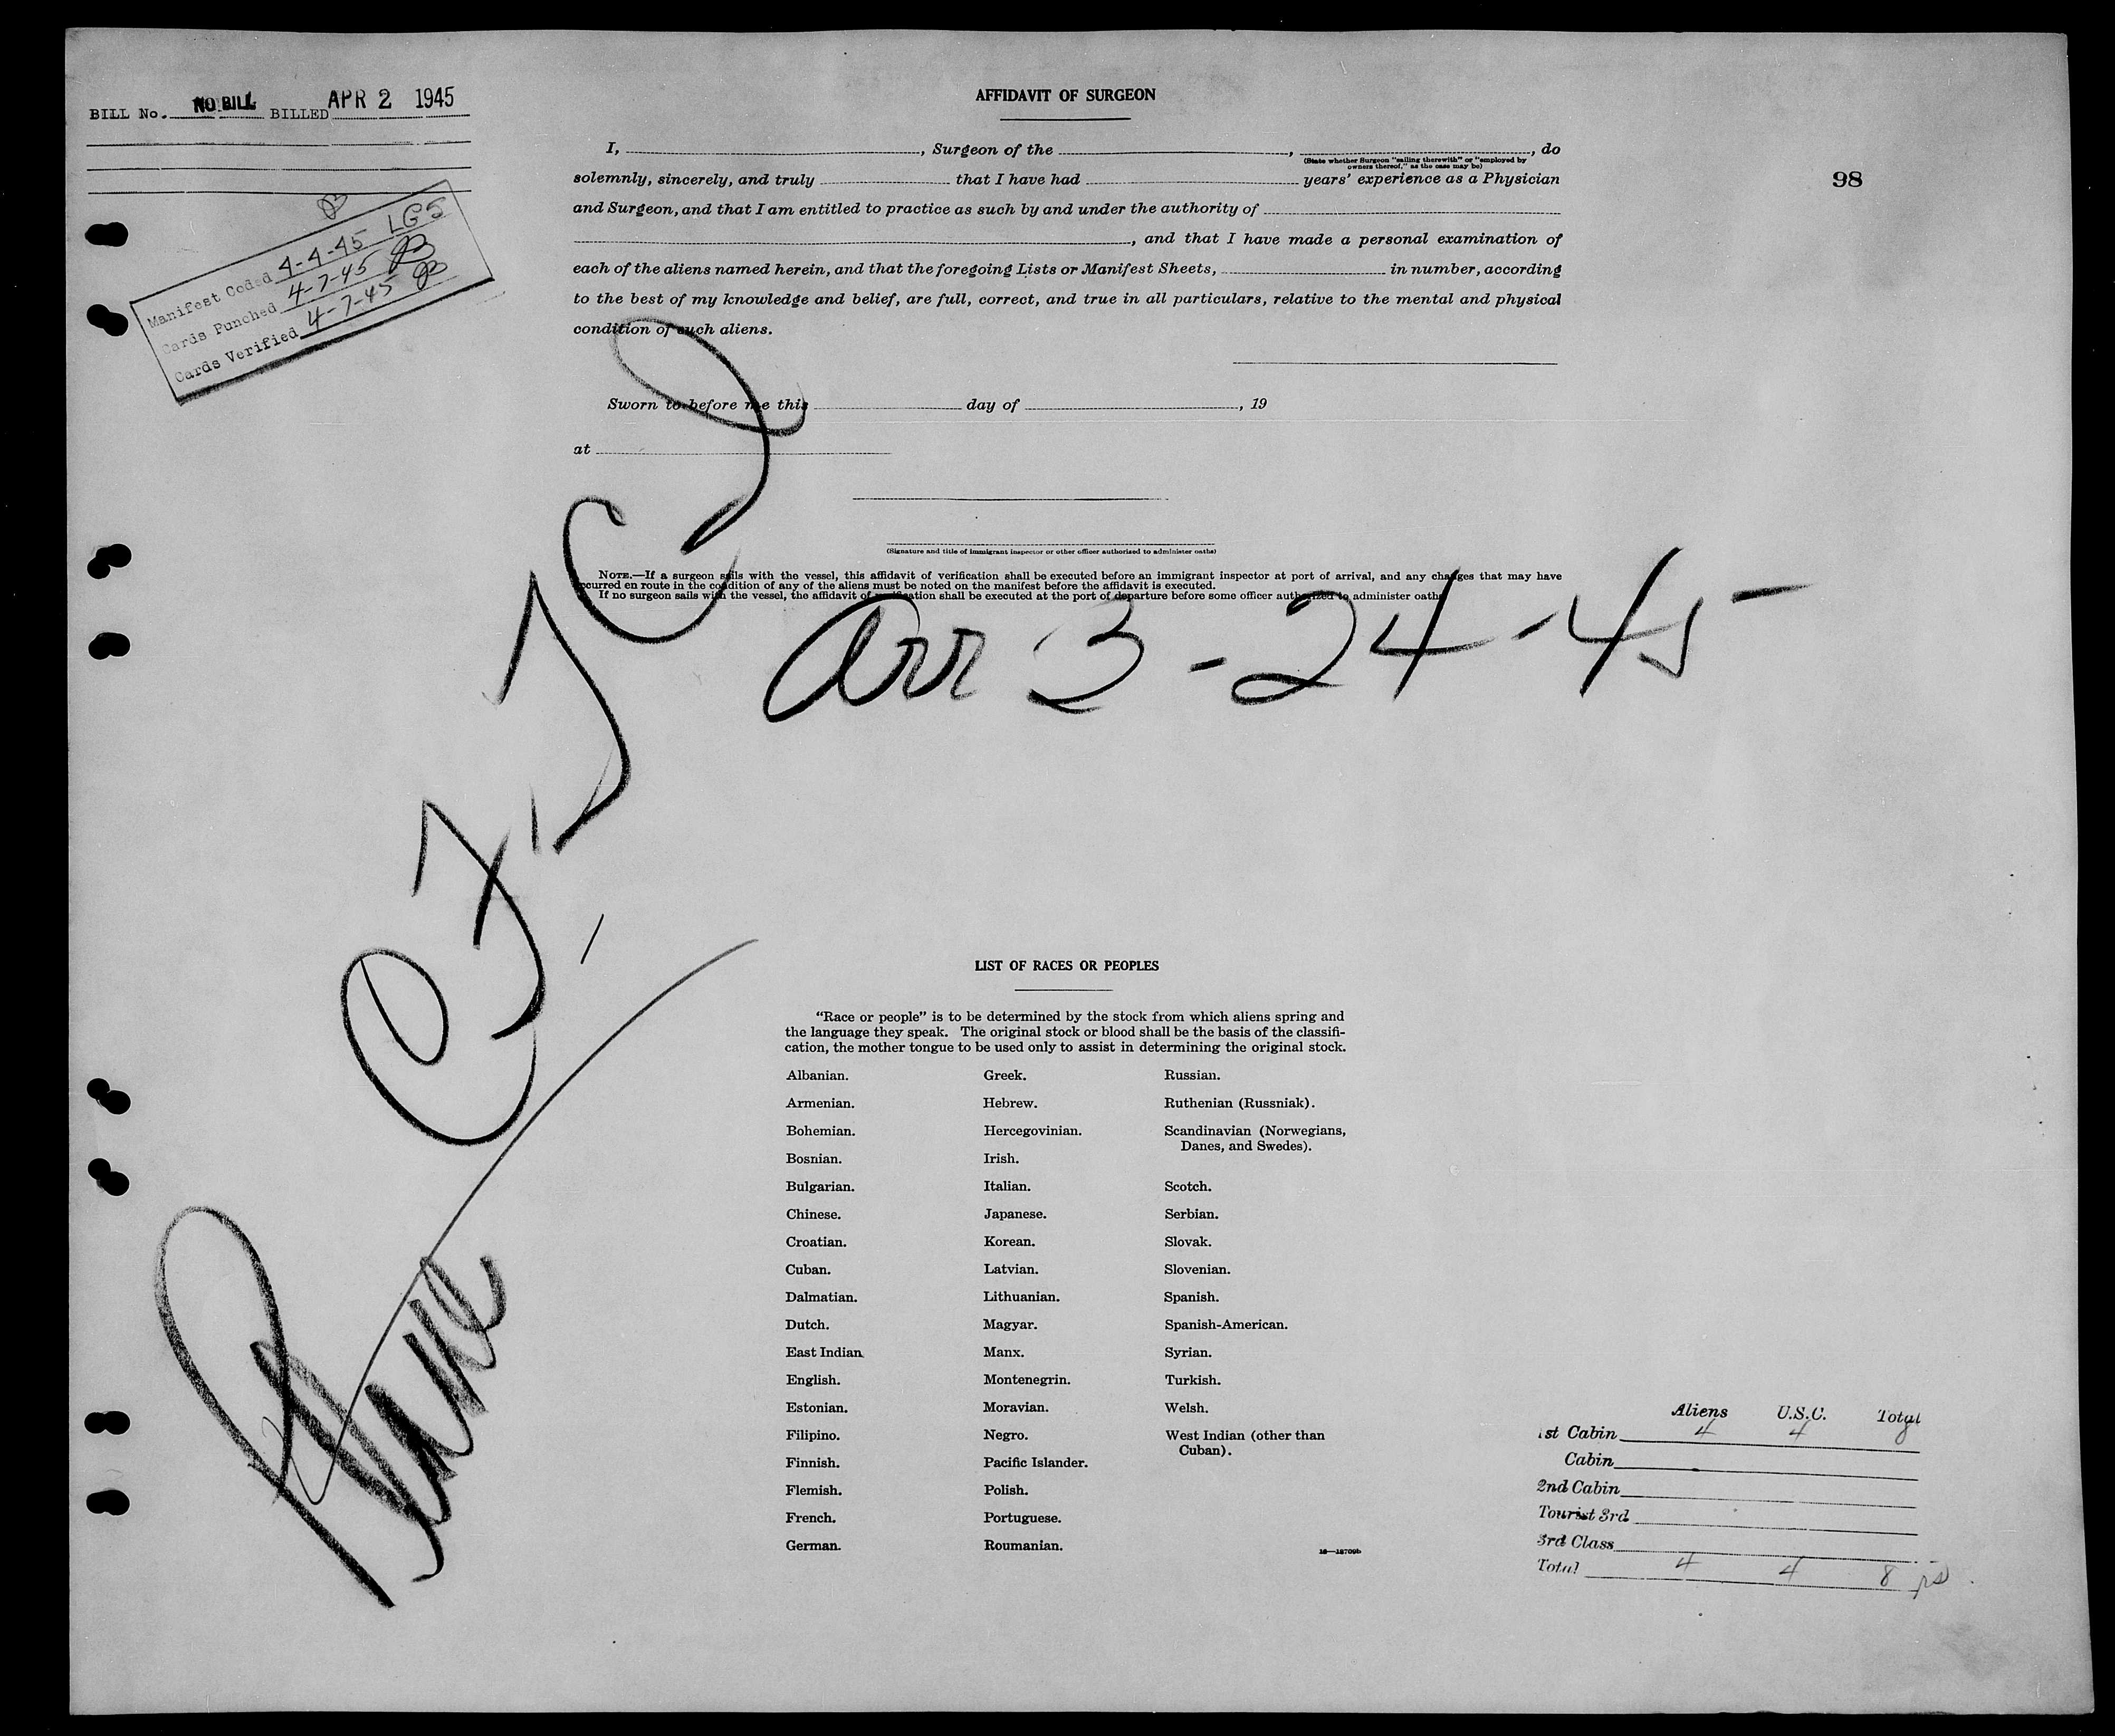 BILL No. NO BILL BILLED APR 2 1945
Manifest Coded 4-4-45 LGS
Cards Punched 4-7-45
Cards Verified 4-7-45
98
AFFIDAVIT OF SURGEON
I, , Surgeon of the , , do
(State whether Surgeon "sailing therewith" or "employed by
owners thereof," as the case may be)
solemnly, sincerely, and truly that I have had years' experience as a Physician
and Surgeon, and that I am entitled to practice as such by and under the authority of
, and that I have made a personal examination of
each of the aliens named herein, and that the foregoing Lists or Manifest Sheets, in number, according
to the best of my knowledge and belief, are full, correct, and true in all particulars, relative to the mental and physical
condition of such aliens.
Sworn to before me this day of , 19
at
(Signature and title of immigrant inspector or other officer authorized to administer oaths)
NOTE.—If a surgeon sails with the vessel, this affidavit of verification shall be executed before an immigrant inspector at port of arrival, and any changes that may have
occurred en route in the condition of any of the aliens must be noted on the manifest before the affidavit is executed.
If no surgeon sails with the vessel, the affidavit of verification shall be executed at the port of departure before some officer authorized to administer oaths.
Arr 3-24-45
Plane
LIST OF RACES OR PEOPLES
"Race or people" is to be determined by the stock from which aliens spring and
the language they speak. The original stock or blood shall be the basis of the classifi-
cation, the mother tongue to be used only to assist in determining the original stock.
Albanian. Greek. Russian.
Armenian. Hebrew. Ruthenian (Russniak).
Bohemian. Hercegovinian. Scandinavian (Norwegians,
Danes, and Swedes).
Bosnian. Irish.
Bulgarian. Italian. Scotch.
Chinese. Japanese. Serbian.
Croatian. Korean. Slovak.
Cuban. Latvian. Slovenian.
Dalmatian. Lithuanian. Spanish.
Dutch. Magyar. Spanish-American.
East Indian. Manx. Syrian.
English. Montenegrin. Turkish.
Estonian. Moravian. Welsh.
Filipino. Negro. West Indian (other than
Cuban).
Finnish. Pacific Islander.
Flemish. Polish.
French. Portuguese.
German. Roumanian.
16—18709b
Aliens U.S.C. Total
1st Cabin 4 4 8
Cabin
2nd Cabin
Tourist 3rd
3rd Class
Total 4 4 8